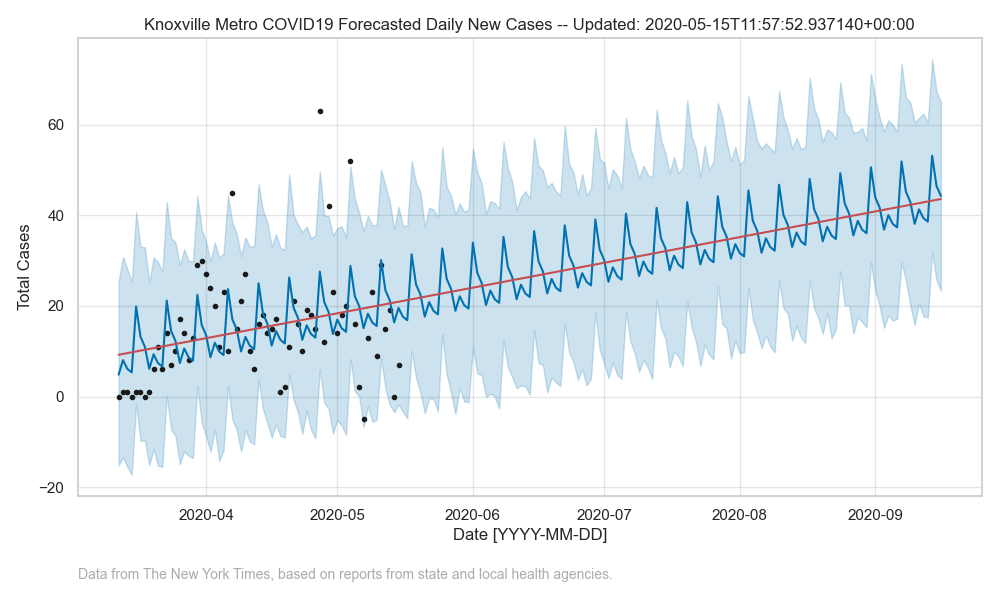 Knoxville Metro COVID19 Forecasted Daily New Cases -- Updated: 2020-05-15T11:57:52.937140+00:00
Total Cases
60
40
20
0
−20
2020-04 2020-05 2020-06 2020-07 2020-08 2020-09
Date [YYYY-MM-DD]
Data from The New York Times, based on reports from state and local health agencies.